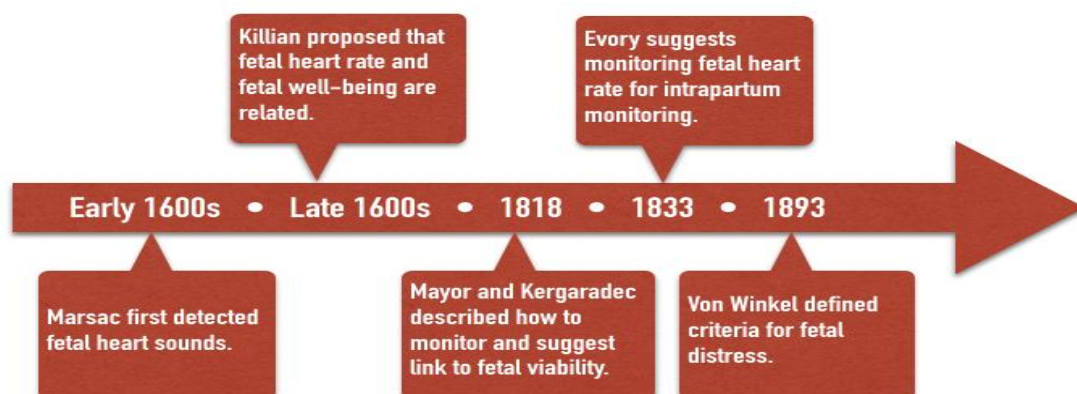 Killian proposed that
fetal heart rate and
fetal well-being are
related.
Evory suggests
monitoring fetal heart
rate for intrapartum
monitoring.
Early 1600s • Late 1600s • 1818 • 1833 • 1893
Marsac first detected
fetal heart sounds.
Mayor and Kergaradec
described how to
monitor and suggest
link to fetal viability.
Von Winkel defined
criteria for fetal
distress.